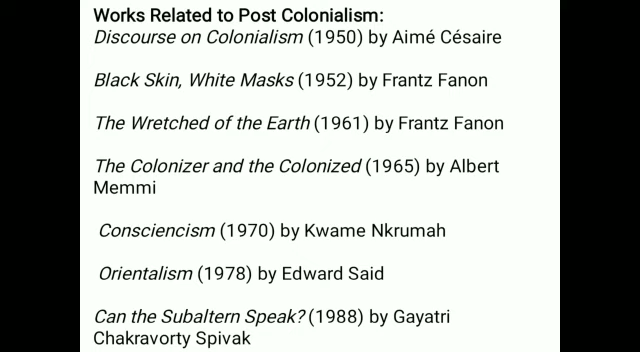 Works Related to Post Colonialism:
Discourse on Colonialism (1950) by Aimé Césaire
Black Skin, White Masks (1952) by Frantz Fanon
The Wretched of the Earth (1961) by Frantz Fanon
The Colonizer and the Colonized (1965) by Albert
Memmi
Consciencism (1970) by Kwame Nkrumah
Orientalism (1978) by Edward Said
Can the Subaltern Speak? (1988) by Gayatri
Chakravorty Spivak